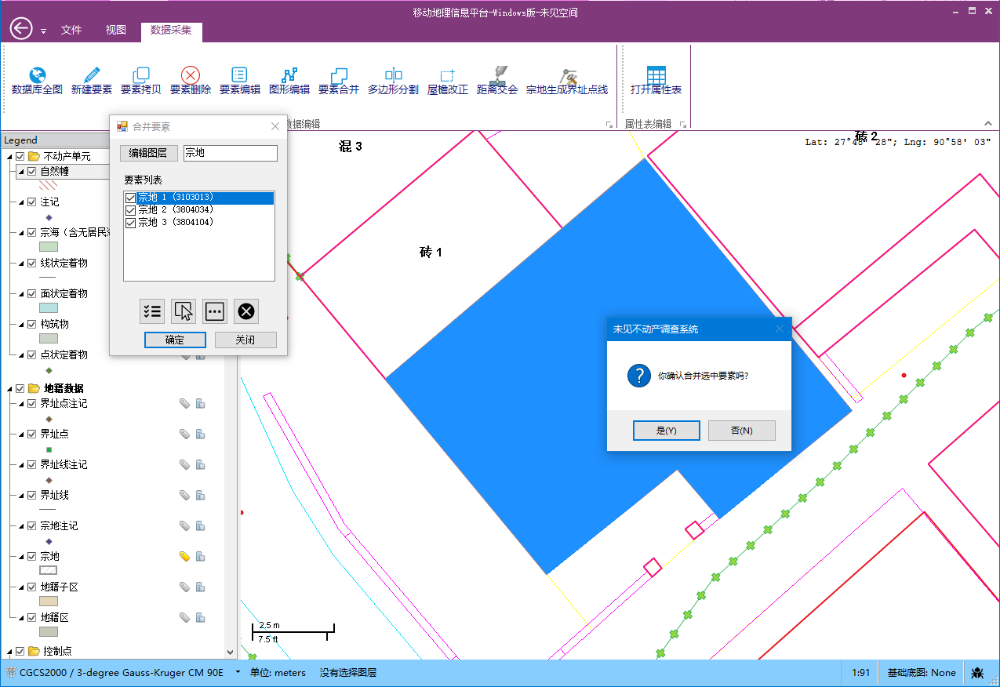 移动地理信息平台-Windows版-未见空间
文件 视图 数据采集
数据库全图 新建要素 要素拷贝 要素删除 要素编辑 图形编辑 要素合并 多边形分割 屋檐改正 距离交会 宗地生成界址点线 打开属性表
数据编辑 属性表编辑
合并要素
编辑图层 宗地
要素列表
宗地 1 (3103013)
宗地 2 (3804034)
宗地 3 (3804104)
确定 关闭
Legend
不动产单元
自然幢
注记
宗海（含无居民
线状定着物
面状定着物
构筑物
点状定着物
地籍数据
界址点注记
界址点
界址线注记
界址线
宗地注记
宗地
地籍子区
地籍区
控制点
混 3
砖 2
Lat: 27°48' 28"; Lng: 90°58' 03"
砖 1
未见不动产调查系统
你确认合并选中要素吗?
是(Y) 否(N)
2.5 m
7.5 ft
CGCS2000 / 3-degree Gauss-Kruger CM 90E 单位: meters 没有选择图层 1:91 基础底图: None